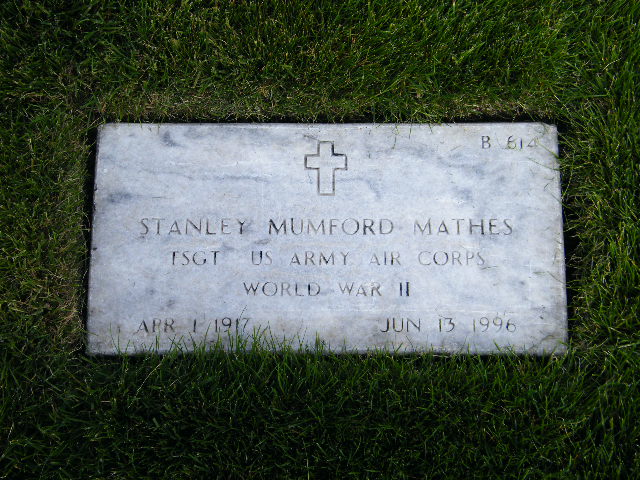 B 614
STANLEY MUMFORD MATHES
TSGT US ARMY AIR CORPS
WORLD WAR II
APR 1 1917 JUN 13 1996